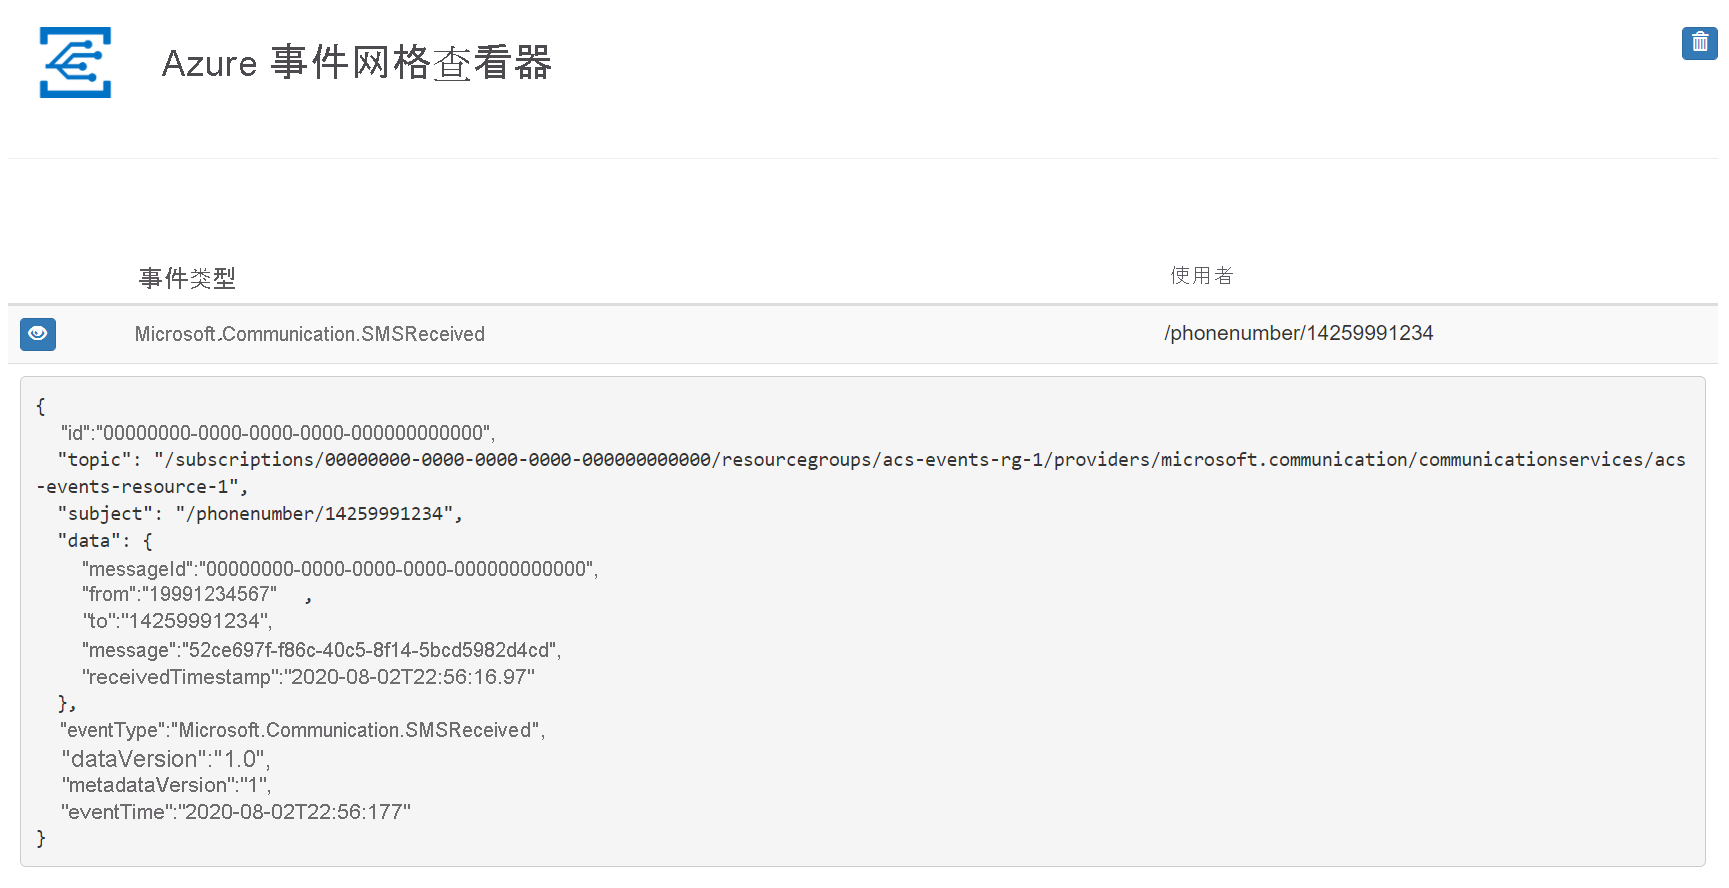 Azure 事件网格查看器
事件类型 使用者
Microsoft.Communication.SMSReceived /phonenumber/14259991234
{
"id":"00000000-0000-0000-0000-000000000000",
"topic": "/subscriptions/00000000-0000-0000-0000-000000000000/resourcegroups/acs-events-rg-1/providers/microsoft.communication/communicationservices/acs
-events-resource-1",
"subject": "/phonenumber/14259991234",
"data": {
"messageId":"00000000-0000-0000-0000-000000000000",
"from":"19991234567" ,
"to":"14259991234",
"message":"52ce697f-f86c-40c5-8f14-5bcd5982d4cd",
"receivedTimestamp":"2020-08-02T22:56:16.97"
},
"eventType":"Microsoft.Communication.SMSReceived",
"dataVersion":"1.0",
"metadataVersion":"1",
"eventTime":"2020-08-02T22:56:177"
}